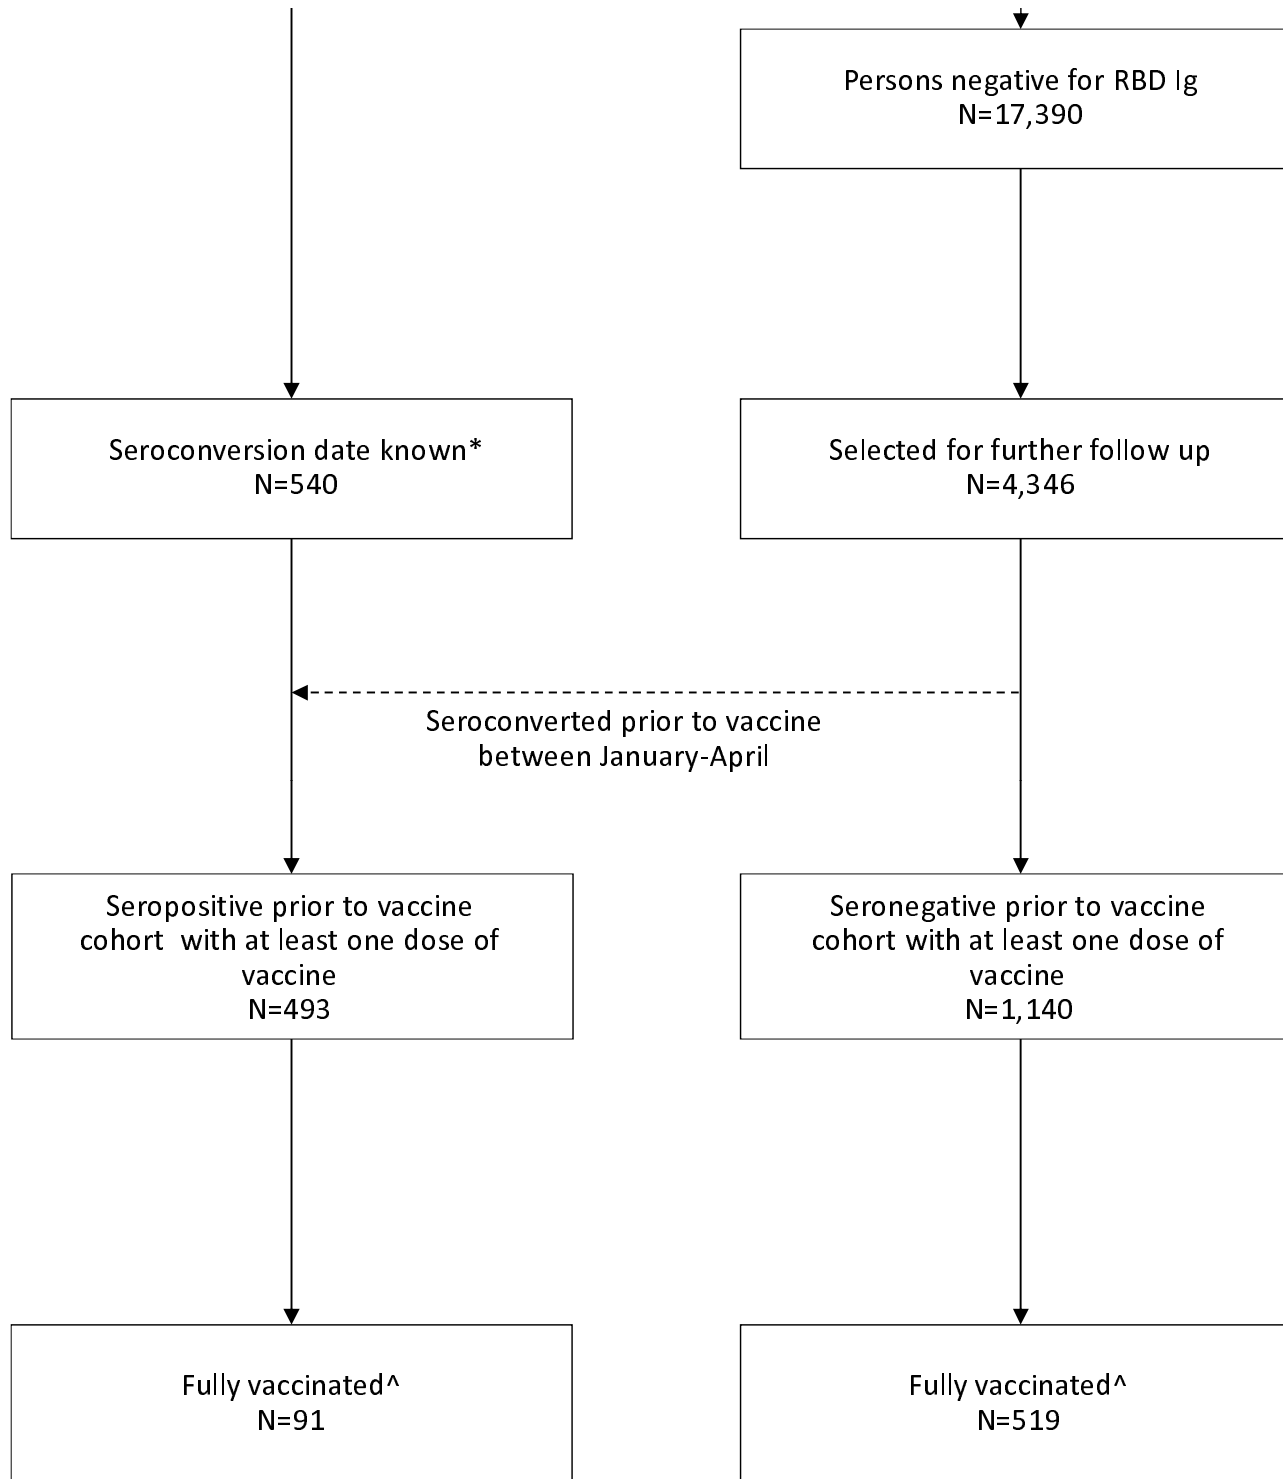 Persons negative for RBD Ig
N=17,390
Seroconversion date known*
N=540
Selected for further follow up
N=4,346
Seroconverted prior to vaccine
between January-April
Seropositive prior to vaccine
cohort with at least one dose of
vaccine
N=493
Seronegative prior to vaccine
cohort with at least one dose of
vaccine
N=1,140
Fully vaccinated^
N=91
Fully vaccinated^
N=519